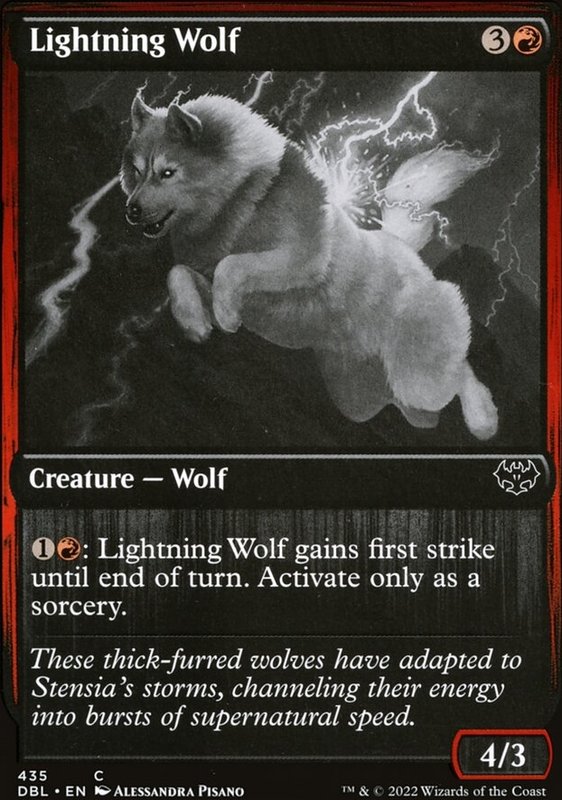 Lightning Wolf 3
Creature — Wolf
1: Lightning Wolf gains first strike
until end of turn. Activate only as a
sorcery.
These thick-furred wolves have adapted to
Stensia's storms, channeling their energy
into bursts of supernatural speed.
4/3
435 C
DBL • EN Alessandra Pisano
™ & © 2022 Wizards of the Coast